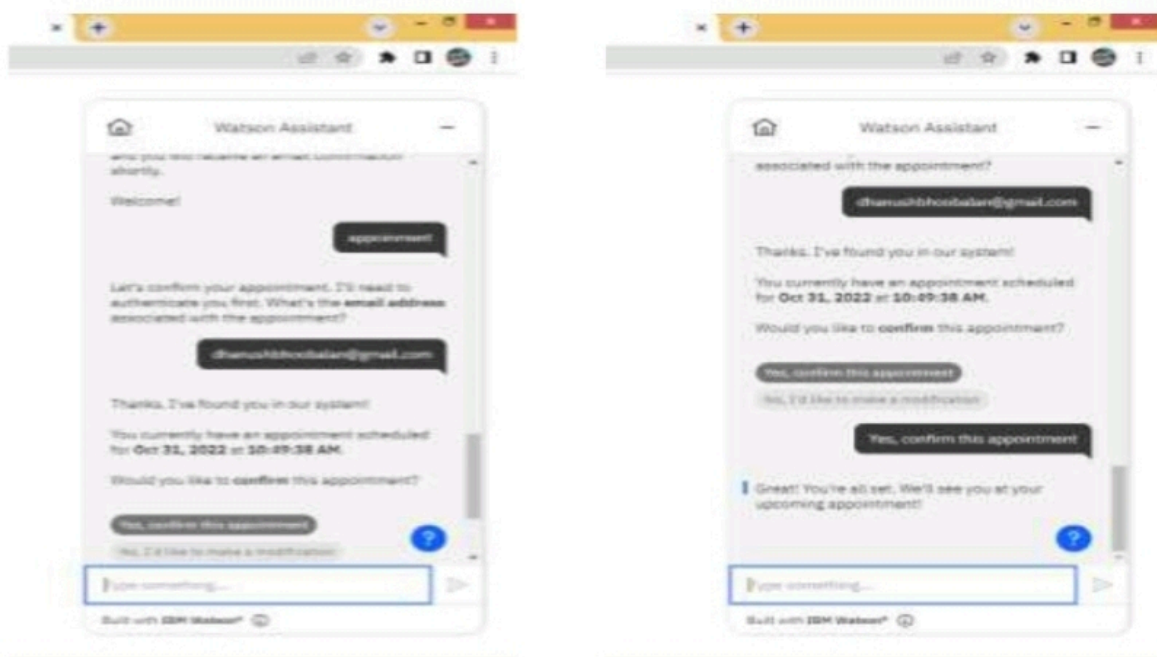 Watson Assistant
and you will receive an email confirmation
shortly.
Welcome!
appointment
Let's confirm your appointment. I'll need to
authenticate you first. What's the email address
associated with the appointment?
dhanushbhoobalan@gmail.com
Thanks. I've found you in our system!
You currently have an appointment scheduled
for Oct 31, 2022 at 10:49:38 AM.
Would you like to confirm this appointment?
Yes, confirm this appointment
No, I'd like to make a modification
Type something...
Built with IBM Watson®
Watson Assistant
associated with the appointment?
dhanushbhoobalan@gmail.com
Thanks. I've found you in our system!
You currently have an appointment scheduled
for Oct 31, 2022 at 10:49:38 AM.
Would you like to confirm this appointment?
Yes, confirm this appointment
No, I'd like to make a modification
Yes, confirm this appointment
Great! You're all set. We'll see you at your
upcoming appointment!
Type something...
Built with IBM Watson®